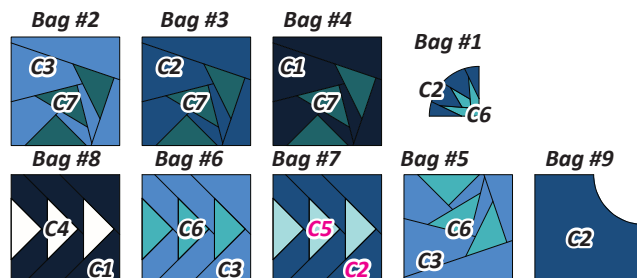 Bag #2 Bag #3 Bag #4
Bag #1
C3 C2 C1
C2
C7 C7 C7
C6
Bag #8 Bag #6 Bag #7 Bag #5 Bag #9
C4 C6 C5 C6
C2
C1 C3 C2 C3